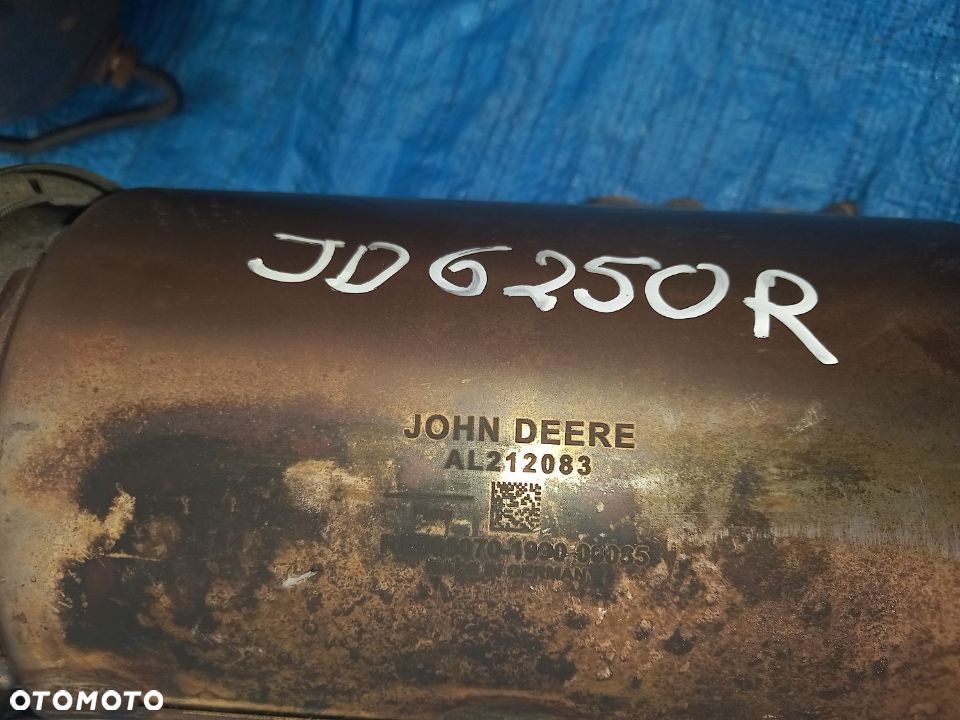 JD 6250R
JOHN DEERE
AL212083
OTOMOTO